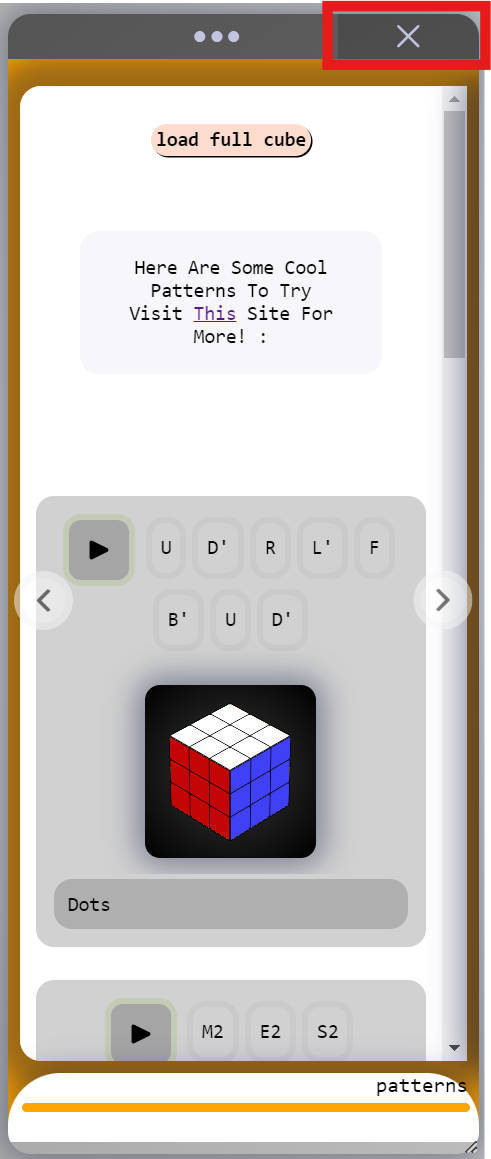 load full cube
Here Are Some Cool
Patterns To Try
Visit This Site For
More! :
U D' R L' F
B' U D'
Dots
M2 E2 S2
patterns